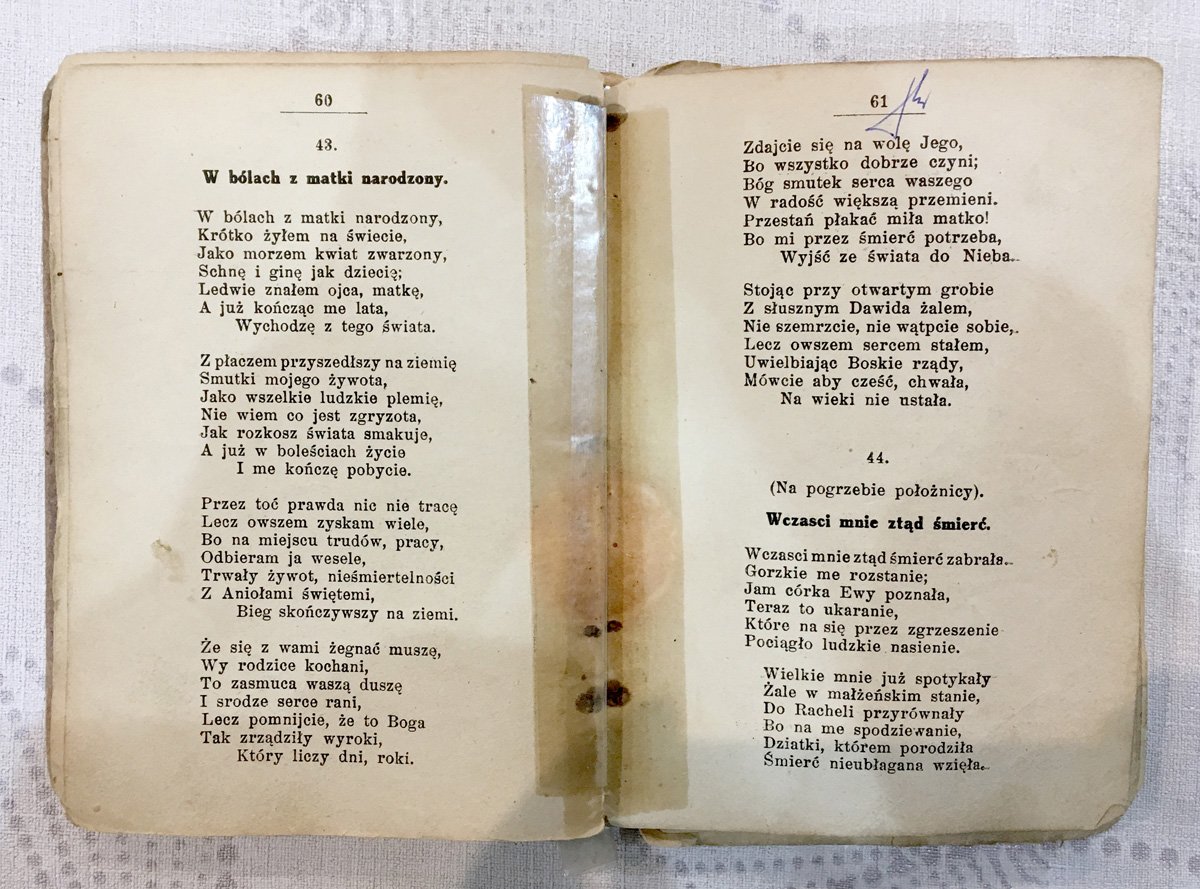 60
43.
W bólach z matki narodzony.
W bólach z matki narodzony,
Krótko żyłem na świecie,
Jako morzem kwiat zwarzony,
Schnę i ginę jak dziecię;
Ledwie znałem ojca, matkę,
A już kończąc me lata,
Wychodzę z tego świata.
Z płaczem przyszedłszy na ziemię
Smutki mojego żywota,
Jako wszelkie ludzkie plemię,
Nie wiem co jest zgryzota,
Jak rozkosz świata smakuje,
A już w boleściach życie
I me kończę pobycie.
Przez toć prawda nic nie tracę
Lecz owszem zyskam wiele,
Bo na miejscu trudów, pracy,
Odbieram ja wesele,
Trwały żywot, nieśmiertelności
Z Aniołami świętemi,
Bieg skończywszy na ziemi.
Że się z wami żegnać muszę,
Wy rodzice kochani,
To zasmuca waszą duszę
I srodze serce rani,
Lecz pomnijcie, że to Boga
Tak zrządziły wyroki,
Który liczy dni, roki.
61
Zdajcie się na wolę Jego,
Bo wszystko dobrze czyni;
Bóg smutek serca waszego
W radość większą przemieni.
Przestań płakać miła matko!
Bo mi przez śmierć potrzeba,
Wyjść ze świata do Nieba.
Stojąc przy otwartym grobie
Z słusznym Dawida żalem,
Nie szemrzcie, nie wątpcie sobie,
Lecz owszem sercem stałem,
Uwielbiając Boskie rządy,
Mówcie aby cześć, chwała,
Na wieki nie ustała.
44.
(Na pogrzebie położnicy).
Wczasci mnie ztąd śmierć.
Wczasci mnie ztąd śmierć zabrała.
Gorzkie me rozstanie;
Jam córka Ewy poznała,
Teraz to ukaranie,
Które na się przez zgrzeszenie
Pociągło ludzkie nasienie.
Wielkie mnie już spotykały
Żale w małżeńskim stanie,
Do Racheli przyrównały
Bo na me spodziewanie,
Dziatki, którem porodziła
Śmierć nieubłagana wzięła.